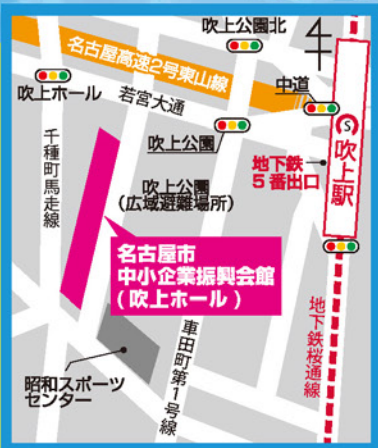 吹上公園北
名古屋高速2号東山線
中道
吹上ホール
若宮大通
吹上公園
地下鉄
5番出口
S
吹上駅
千種町馬走線
吹上公園
(広域避難場所)
名古屋市
中小企業振興会館
(吹上ホール)
地下鉄桜通線
車田町第1号線
昭和スポーツ
センター